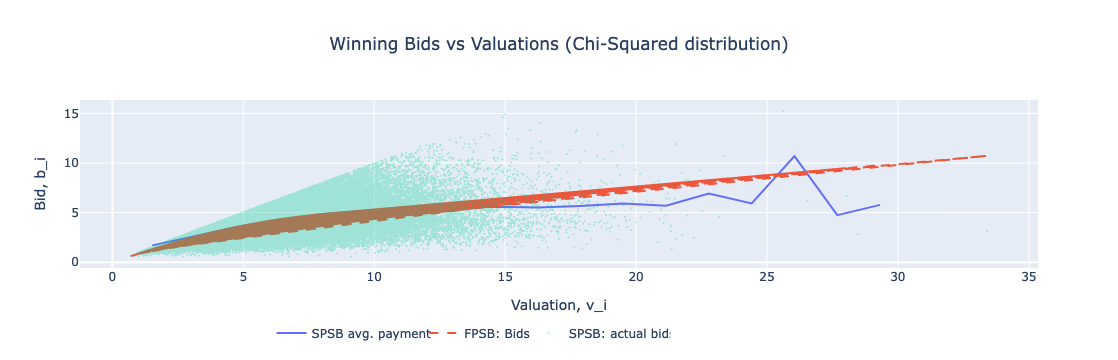 Winning Bids vs Valuations (Chi-Squared distribution)
15
10
5
0
Bid, b_i
0 5 10 15 20 25 30 35
Valuation, v_i
SPSB avg. payment FPSB: Bids SPSB: actual bids